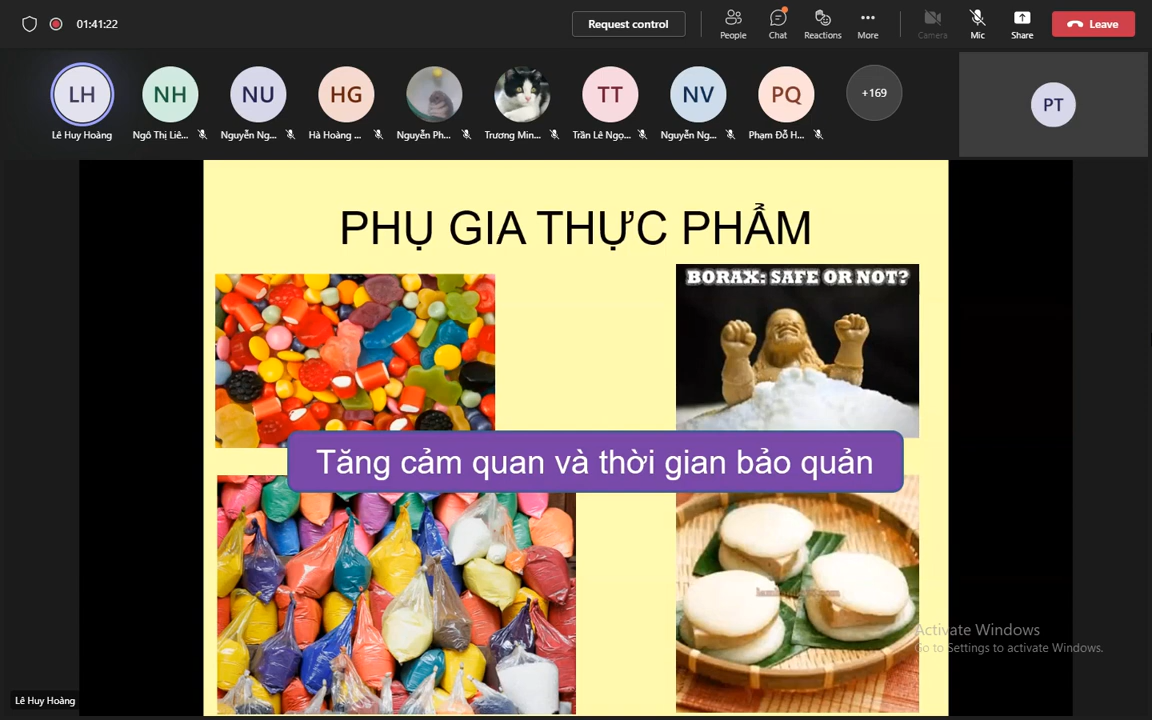 01:41:22
Request control
People
Chat
Reactions
More
Camera
Mic
Share
Leave
LH
NH
NU
HG
TT
NV
PQ
+169
PT
Lê Huy Hoàng
Ngô Thị Liê...
Nguyễn Ng...
Hà Hoàng ...
Nguyễn Ph...
Trương Min...
Trần Lê Ngọ...
Nguyễn Ng...
Phạm Đỗ H...
PHỤ GIA THỰC PHẨM
BORAX: SAFE OR NOT?
Tăng cảm quan và thời gian bảo quản
Activate Windows
Go to Settings to activate Windows.
Lê Huy Hoàng